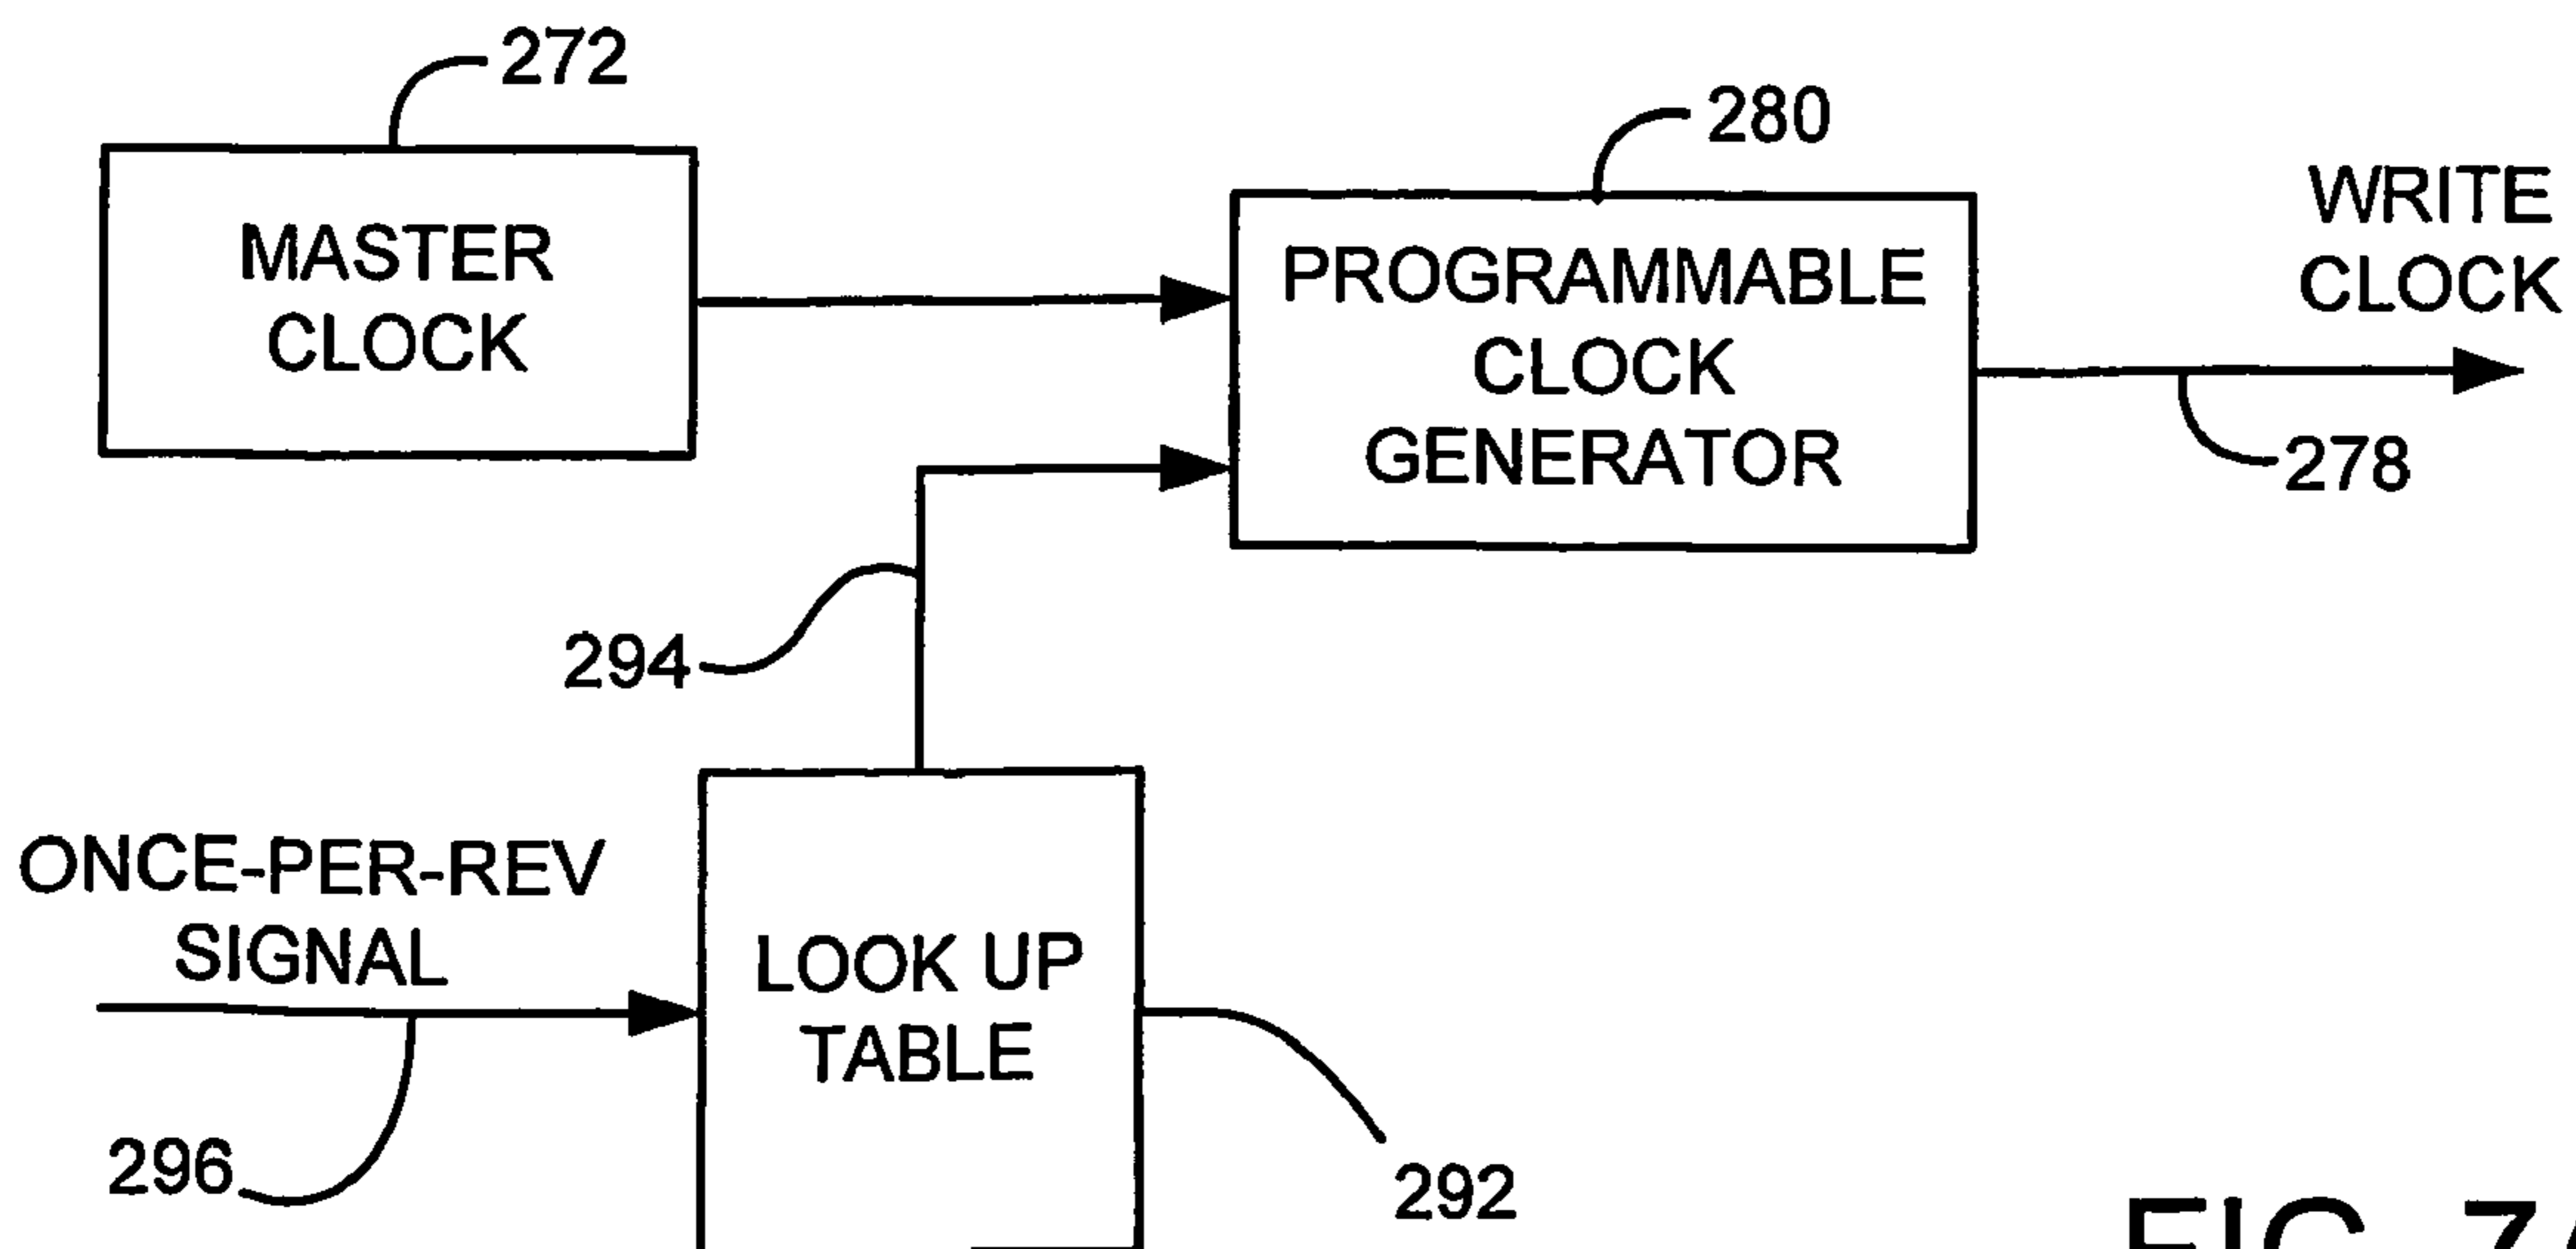 272
MASTER
CLOCK
280
PROGRAMMABLE
CLOCK
GENERATOR
WRITE
CLOCK
278
294
ONCE-PER-REV
SIGNAL
296
LOOK UP
TABLE
292
FIG.